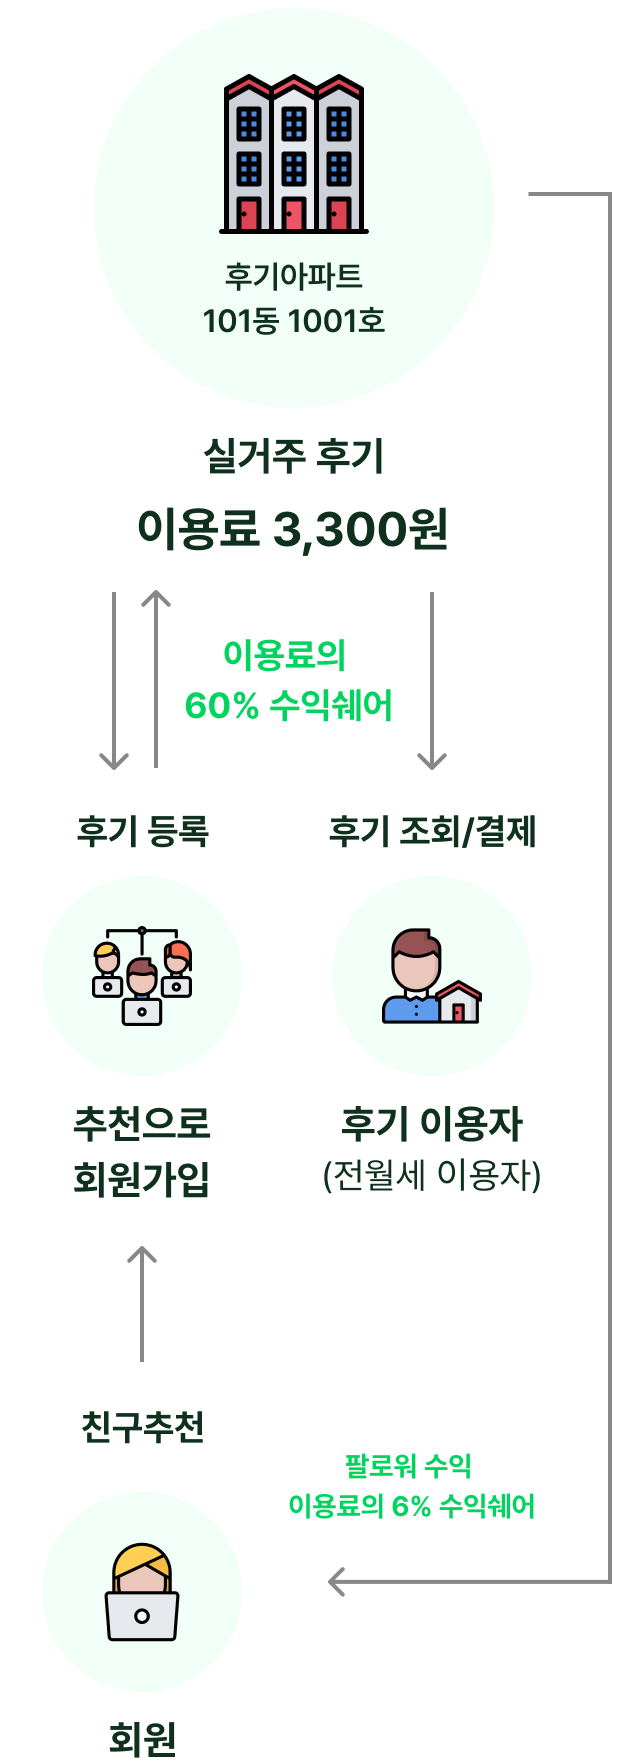 후기아파트
101동 1001호
실거주 후기
이용료 3,300원
이용료의
60% 수익쉐어
후기 등록
후기 조회/결제
추천으로
회원가입
후기 이용자
(전월세 이용자)
친구추천
팔로워 수익
이용료의 6% 수익쉐어
회원